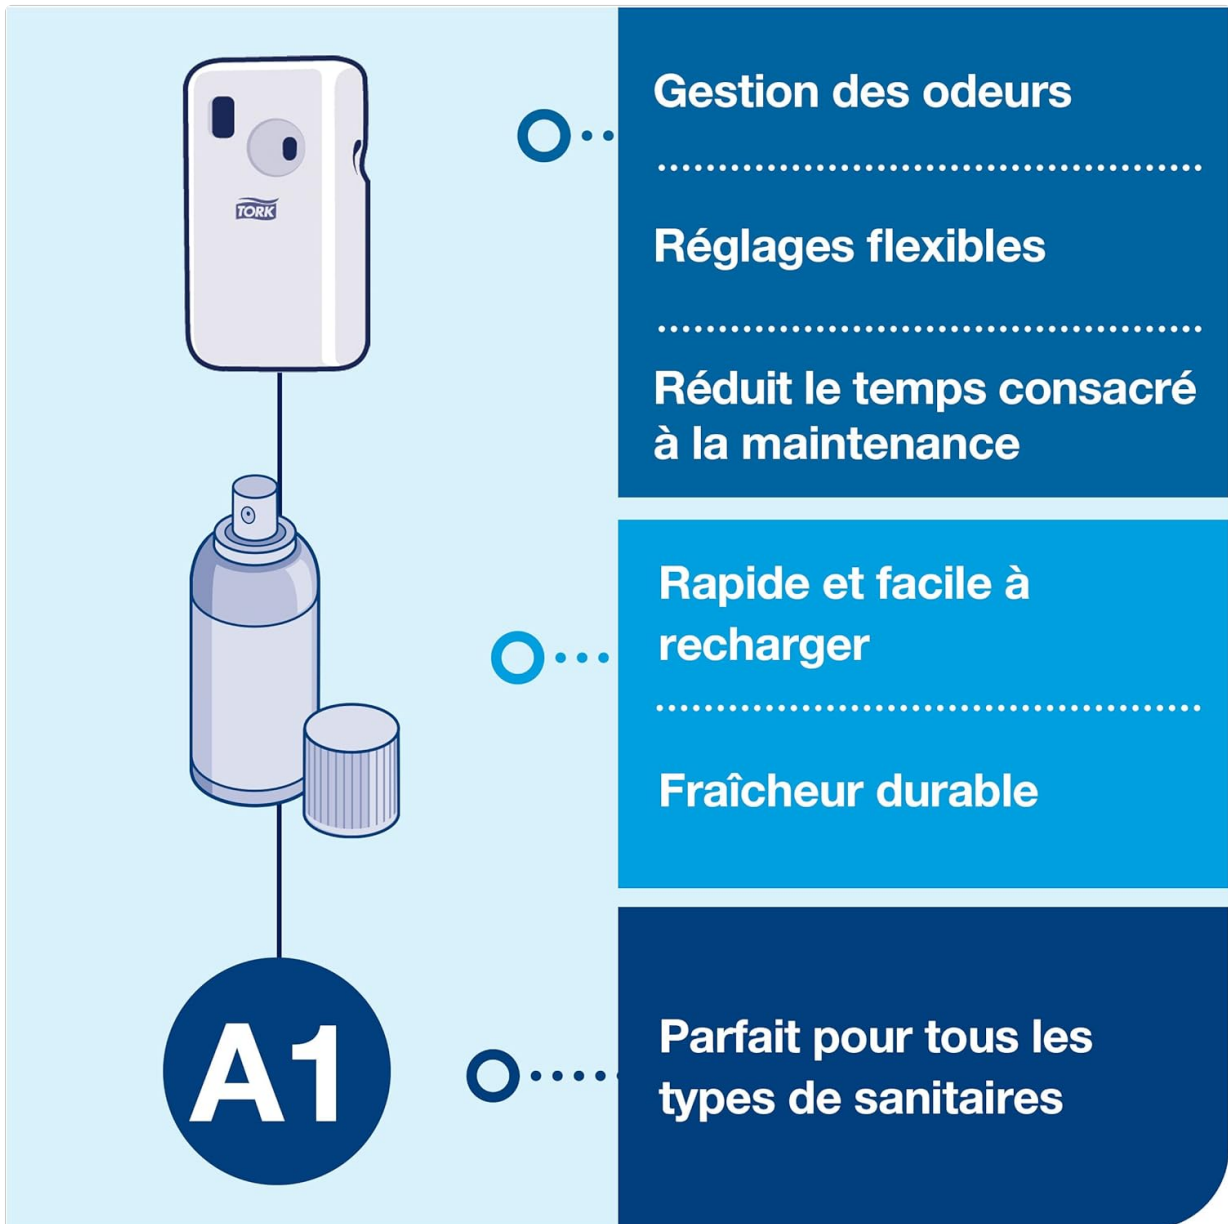 TORK
Gestion des odeurs
Réglages flexibles
Réduit le temps consacré
à la maintenance
Rapide et facile à
recharger
Fraîcheur durable
A1
Parfait pour tous les
types de sanitaires